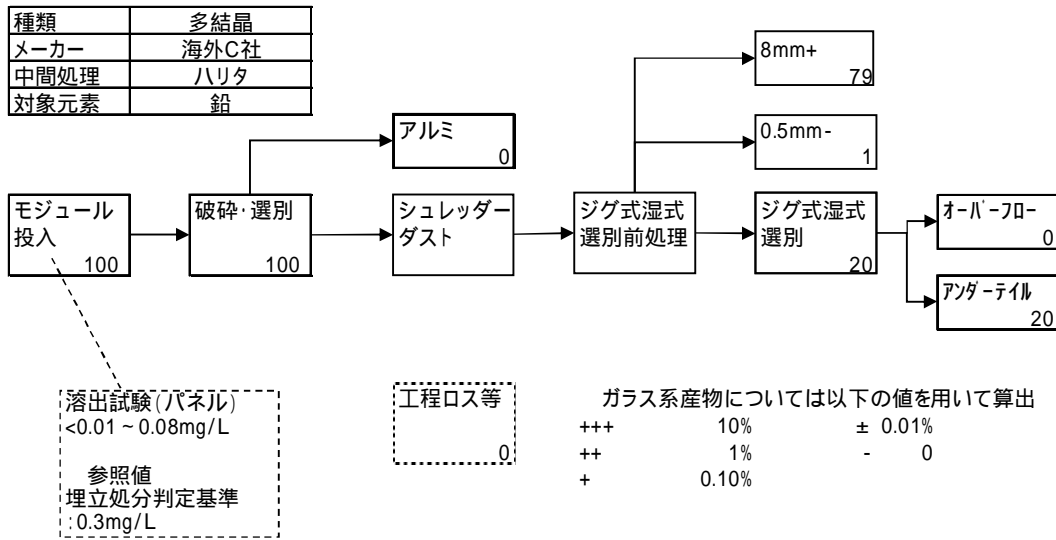 種類 多結晶
メーカー 海外C社
中間処理 ハリタ
対象元素 鉛
8mm+
79
アルミ
0
0.5mm-
1
モジュール
投入
100
破砕・選別
100
シュレッダー
ダスト
ジグ式湿式
選別前処理
ジグ式湿式
選別
20
オーバーフロー
0
アンダーテイル
20
溶出試験(パネル)
<0.01~0.08mg/L
参照値
埋立処分判定基準
:0.3mg/L
工程ロス等
0
ガラス系産物については以下の値を用いて算出
+++ 10% ± 0.01%
++ 1% - 0
+ 0.10%